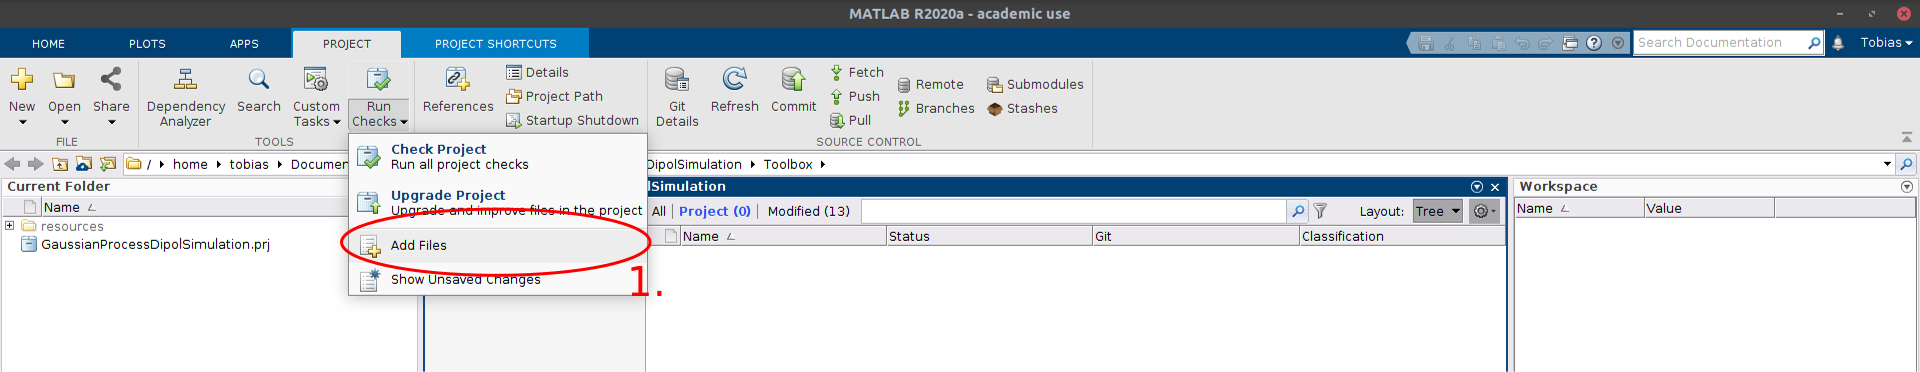 MATLAB R2020a - academic use
HOME PLOTS APPS PROJECT PROJECT SHORTCUTS Search Documentation Tobias
New Open Share Dependency Analyzer Search Custom Tasks Run Checks References Details Project Path Startup Shutdown Git Details Refresh Commit Fetch Push Pull Remote Branches Submodules Stashes
FILE TOOLS SOURCE CONTROL
/ home tobias Documen DipolSimulation Toolbox
Check Project
Run all project checks
Upgrade Project
Upgrade and improve files in the project
Add Files
Show Unsaved Changes
1.
Current Folder
Name
resources
GaussianProcessDipolSimulation.prj
lSimulation
All Project (0) Modified (13) Layout: Tree
Name Status Git Classification
Workspace
Name Value